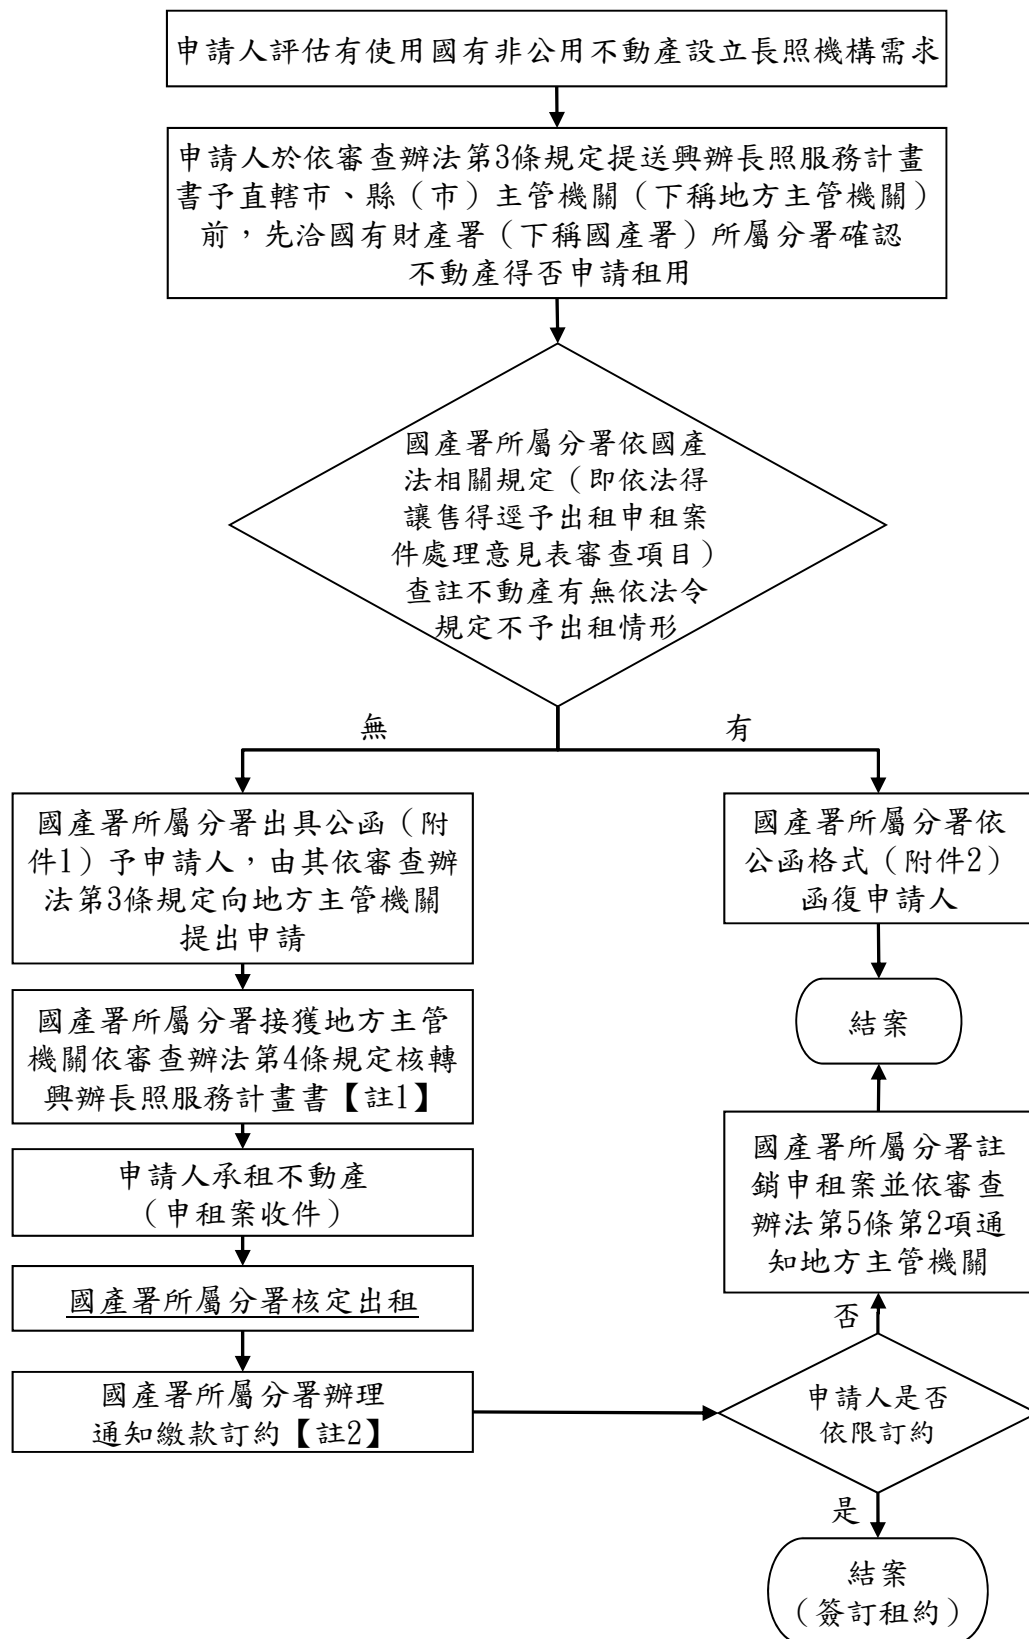 申請人評估有使用國有非公用不動產設立長照機構需求
申請人於依審查辦法第3條規定提送興辦長照服務計畫
書予直轄市、縣（市）主管機關（下稱地方主管機關）
前，先洽國有財產署（下稱國產署）所屬分署確認
不動產得否申請租用
國產署所屬分署依國產
法相關規定（即依法得
讓售得逕予出租申租案
件處理意見表審查項目）
查註不動產有無依法令
規定不予出租情形
無
有
國產署所屬分署出具公函（附
件1）予申請人，由其依審查辦
法第3條規定向地方主管機關
提出申請
國產署所屬分署依
公函格式（附件2）
函復申請人
結案
國產署所屬分署接獲地方主管
機關依審查辦法第4條規定核轉
興辦長照服務計畫書【註1】
申請人承租不動產
（申租案收件）
國產署所屬分署核定出租
國產署所屬分署辦理
通知繳款訂約【註2】
國產署所屬分署註
銷申租案並依審查
辦法第5條第2項通
知地方主管機關
否
申請人是否
依限訂約
是
結案
（簽訂租約）